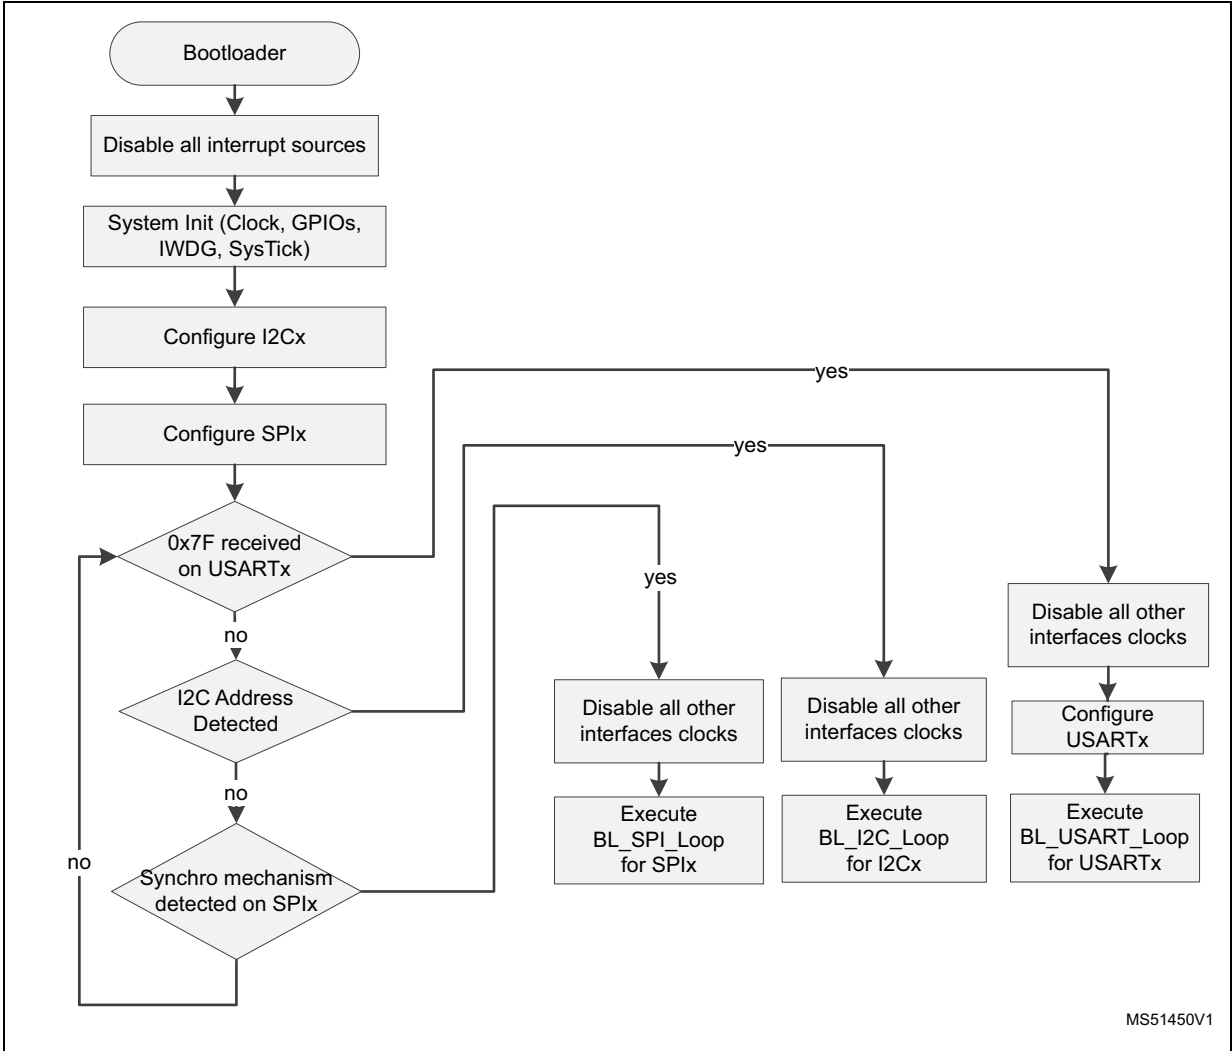 Bootloader
Disable all interrupt sources
System Init (Clock, GPIOs,
IWDG, SysTick)
Configure I2Cx
Configure SPIx
0x7F received
on USARTx
yes
no
I2C Address
Detected
yes
no
Synchro mechanism
detected on SPIx
yes
no
Disable all other
interfaces clocks
Execute
BL_SPI_Loop
for SPIx
Disable all other
interfaces clocks
Execute
BL_I2C_Loop
for I2Cx
Disable all other
interfaces clocks
Configure
USARTx
Execute
BL_USART_Loop
for USARTx
MS51450V1